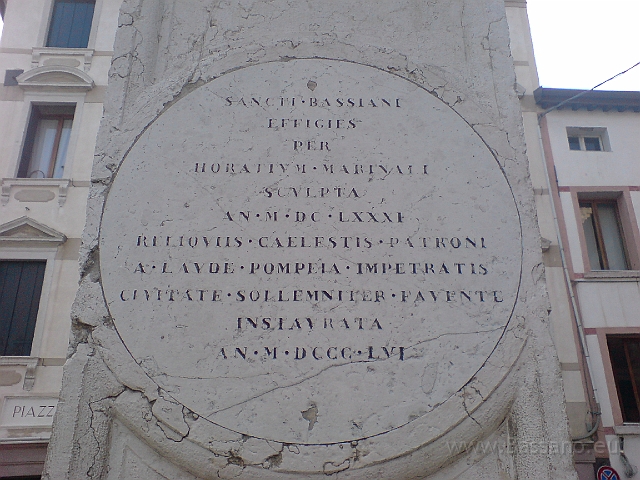 SANCTI·BASSIANI
EFFIGIES
PER
HORATIVM·MARINALI
SCVLPTA
AN·M·DC·LXXXI
RELIQVIIS·CAELESTIS·PATRONI
A·LAVDE·POMPEIA·IMPETRATIS
CIVITATE·SOLLEMNITER·FAVENTE
INSTAVRATA
AN·M·DCCC·LVI
PIAZZ
www.Bassano.eu